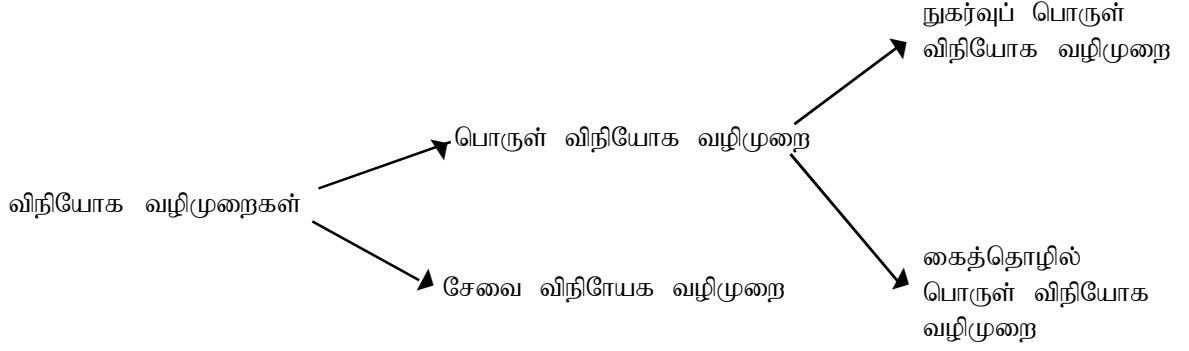 நுகர்வுப் பொருள்
விநியோக வழிமுறை
பொருள் விநியோக வழிமுறை
விநியோக வழிமுறைகள்
கைத்தொழில்
பொருள் விநியோக
வழிமுறை
சேவை விநிாேயக வழிமுறை